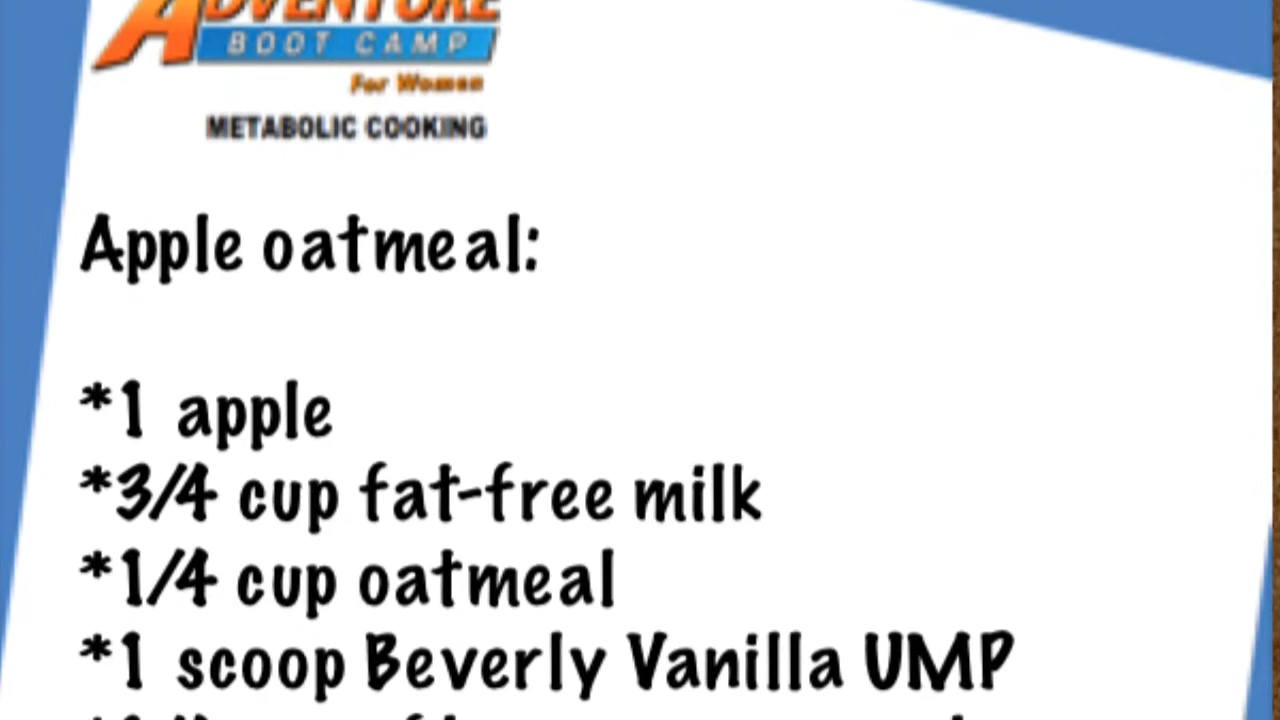 ADVENTURE
BOOT CAMP
For Women
METABOLIC COOKING
Apple oatmeal:
*1 apple
*3/4 cup fat-free milk
*1/4 cup oatmeal
*1 scoop Beverly Vanilla UMP